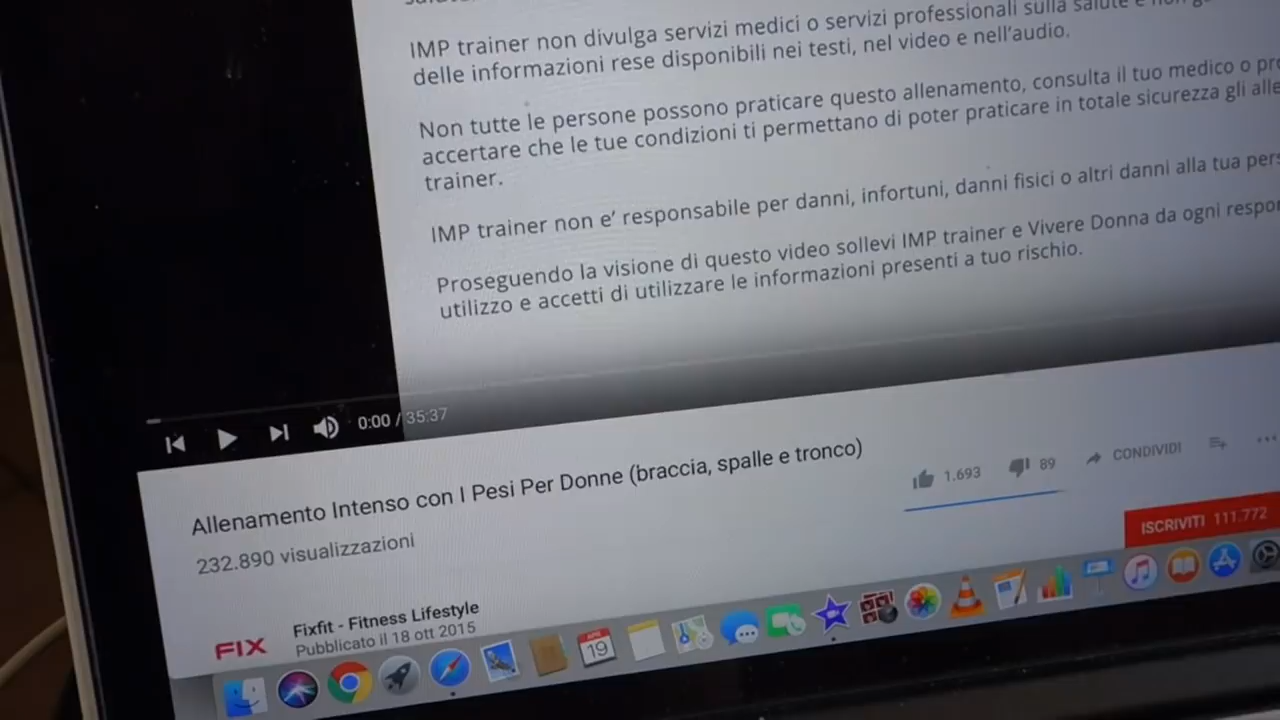 IMP trainer non divulga servizi medici o servizi professionali sulla salute e non
delle informazioni rese disponibili nei testi, nel video e nell'audio.
Non tutte le persone possono praticare questo allenamento, consulta il tuo medico o
accertare che le tue condizioni ti permettano di poter praticare in totale sicurezza gli
trainer.
IMP trainer non e' responsabile per danni, infortuni, danni fisici o altri danni alla tua
Proseguendo la visione di questo video sollevi IMP trainer e Vivere Donna da ogni
utilizzo e accetti di utilizzare le informazioni presenti a tuo rischio.
0:00 / 35:37
Allenamento Intenso con I Pesi Per Donne (braccia, spalle e tronco)
1.693 89 CONDIVIDI
232.890 visualizzazioni
ISCRIVITI 111.772
FIX
Fixfit - Fitness Lifestyle
Pubblicato il 18 ott 2015
APR
19